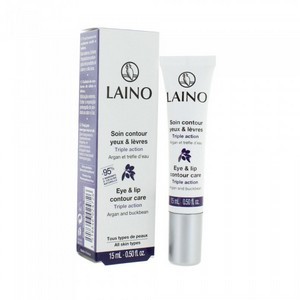 LAINO
Soin contour
yeux & lèvres
Triple action
Argan et trèfle d'eau
95%
Eye & lip
contour care
Triple action
Argan and buckbean
Tous types de peaux
All skin types
15 mL - 0.50 fl. oz.
LAINO
Soin contour
yeux & lèvres
Triple action
Argan et trèfle d'eau
Eye & lip
contour care
Triple action
Argan and buckbean
15 mL - 0.50 fl. oz.